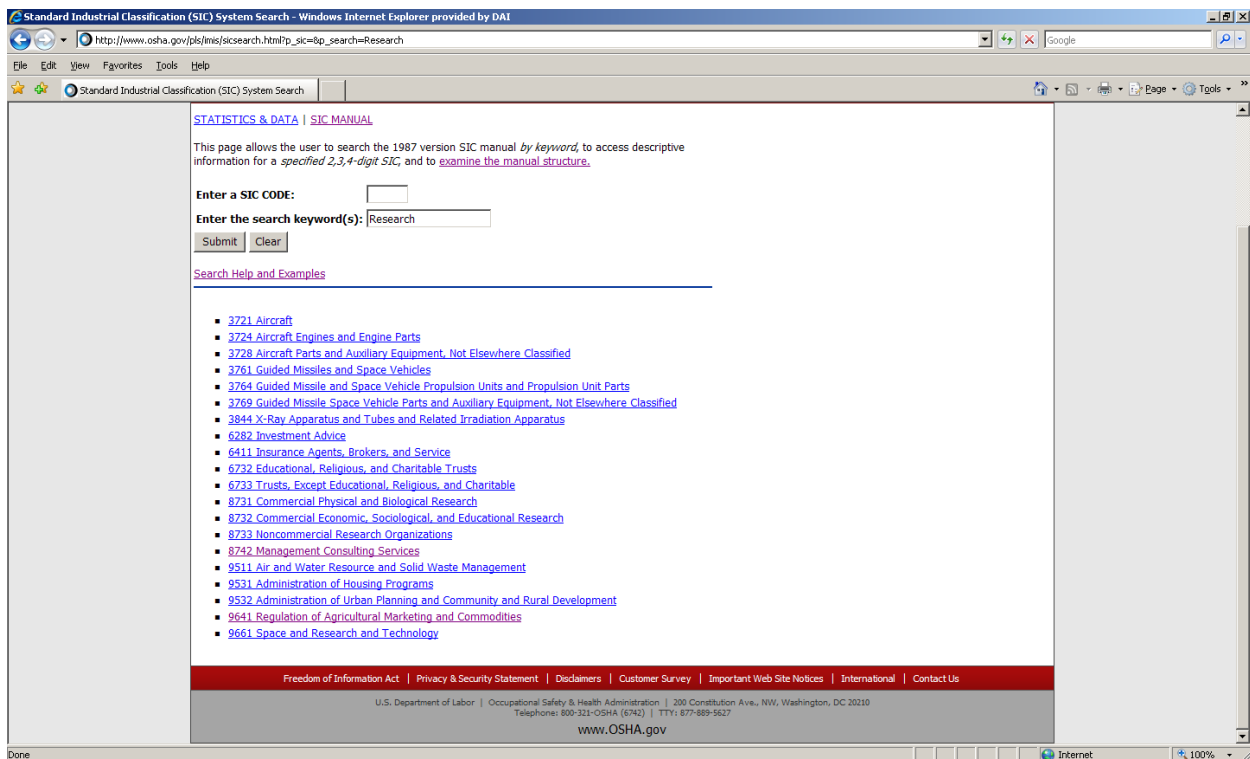 Standard Industrial Classification (SIC) System Search - Windows Internet Explorer provided by DAI
http://www.osha.gov/pls/imis/sicsearch.html?p_sic=&p_search=Research
Google
File Edit View Favorites Tools Help
Standard Industrial Classification (SIC) System Search
Page Tools »
STATISTICS & DATA | SIC MANUAL
This page allows the user to search the 1987 version SIC manual by keyword, to access descriptive
information for a specified 2,3,4-digit SIC, and to examine the manual structure.
Enter a SIC CODE:
Enter the search keyword(s): Research
Submit Clear
Search Help and Examples
3721 Aircraft
3724 Aircraft Engines and Engine Parts
3728 Aircraft Parts and Auxiliary Equipment, Not Elsewhere Classified
3761 Guided Missiles and Space Vehicles
3764 Guided Missile and Space Vehicle Propulsion Units and Propulsion Unit Parts
3769 Guided Missile Space Vehicle Parts and Auxiliary Equipment, Not Elsewhere Classified
3844 X-Ray Apparatus and Tubes and Related Irradiation Apparatus
6282 Investment Advice
6411 Insurance Agents, Brokers, and Service
6732 Educational, Religious, and Charitable Trusts
6733 Trusts, Except Educational, Religious, and Charitable
8731 Commercial Physical and Biological Research
8732 Commercial Economic, Sociological, and Educational Research
8733 Noncommercial Research Organizations
8742 Management Consulting Services
9511 Air and Water Resource and Solid Waste Management
9531 Administration of Housing Programs
9532 Administration of Urban Planning and Community and Rural Development
9641 Regulation of Agricultural Marketing and Commodities
9661 Space and Research and Technology
Freedom of Information Act | Privacy & Security Statement | Disclaimers | Customer Survey | Important Web Site Notices | International | Contact Us
U.S. Department of Labor | Occupational Safety & Health Administration | 200 Constitution Ave., NW, Washington, DC 20210
Telephone: 800-321-OSHA (6742) | TTY: 877-889-5627
www.OSHA.gov
Done Internet 100%